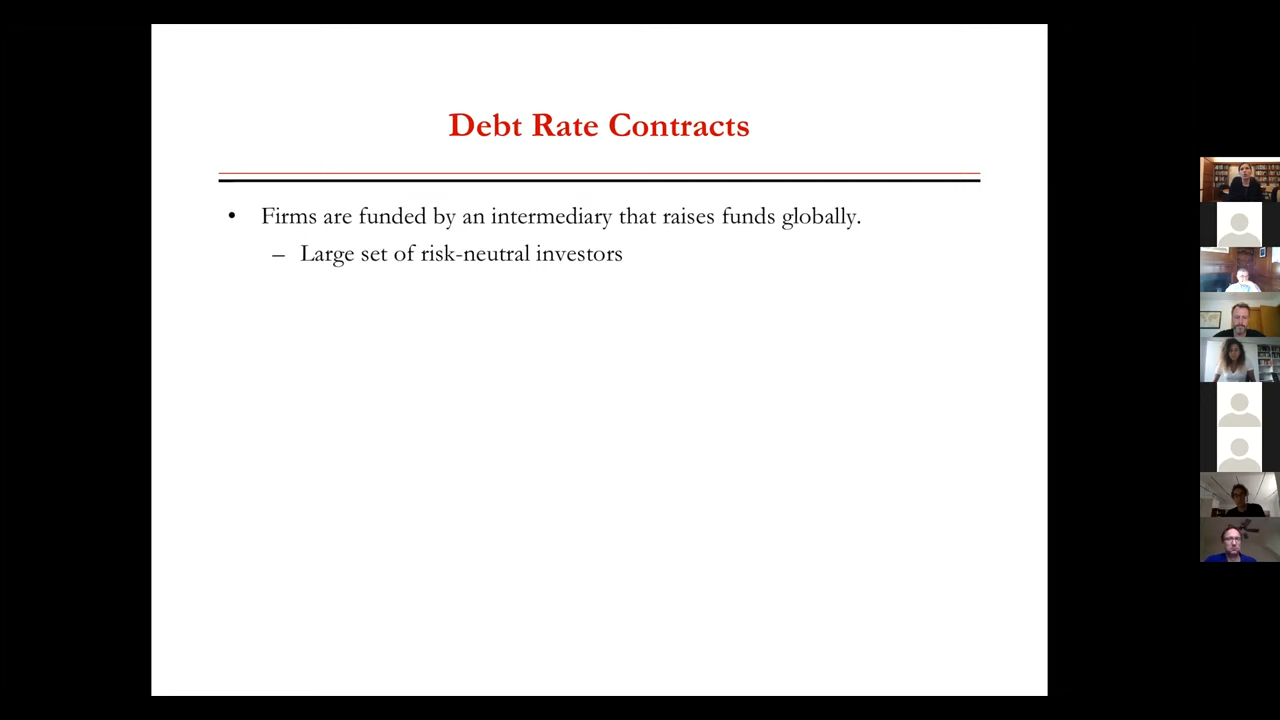 Debt Rate Contracts
• Firms are funded by an intermediary that raises funds globally.
– Large set of risk-neutral investors